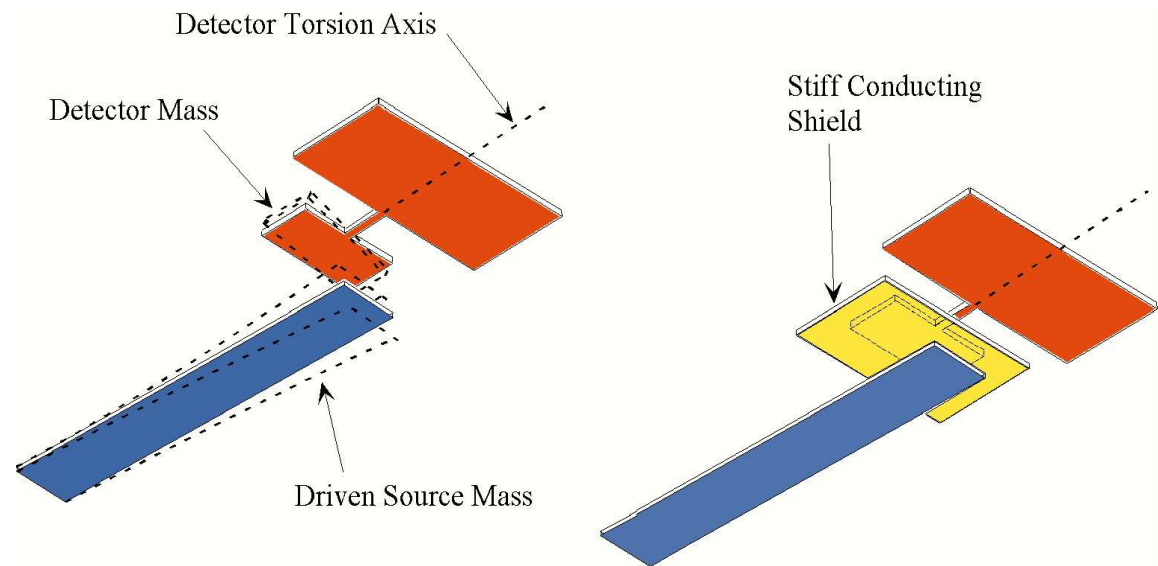 Detector Torsion Axis
Detector Mass
Driven Source Mass
Stiff Conducting
Shield